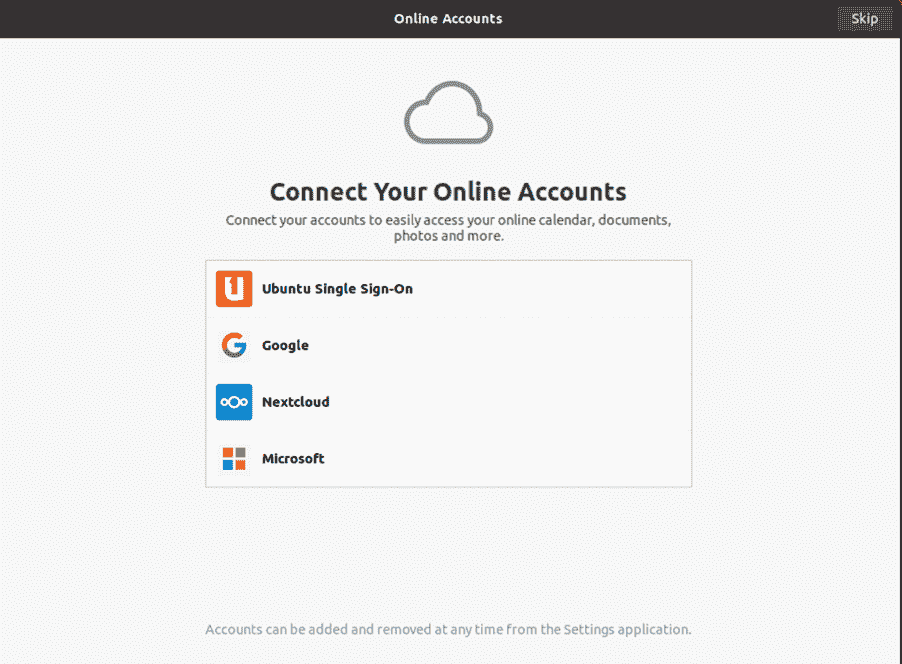 Online Accounts
Skip
Connect Your Online Accounts
Connect your accounts to easily access your online calendar, documents,
photos and more.
Ubuntu Single Sign-On
Google
Nextcloud
Microsoft
Accounts can be added and removed at any time from the Settings application.